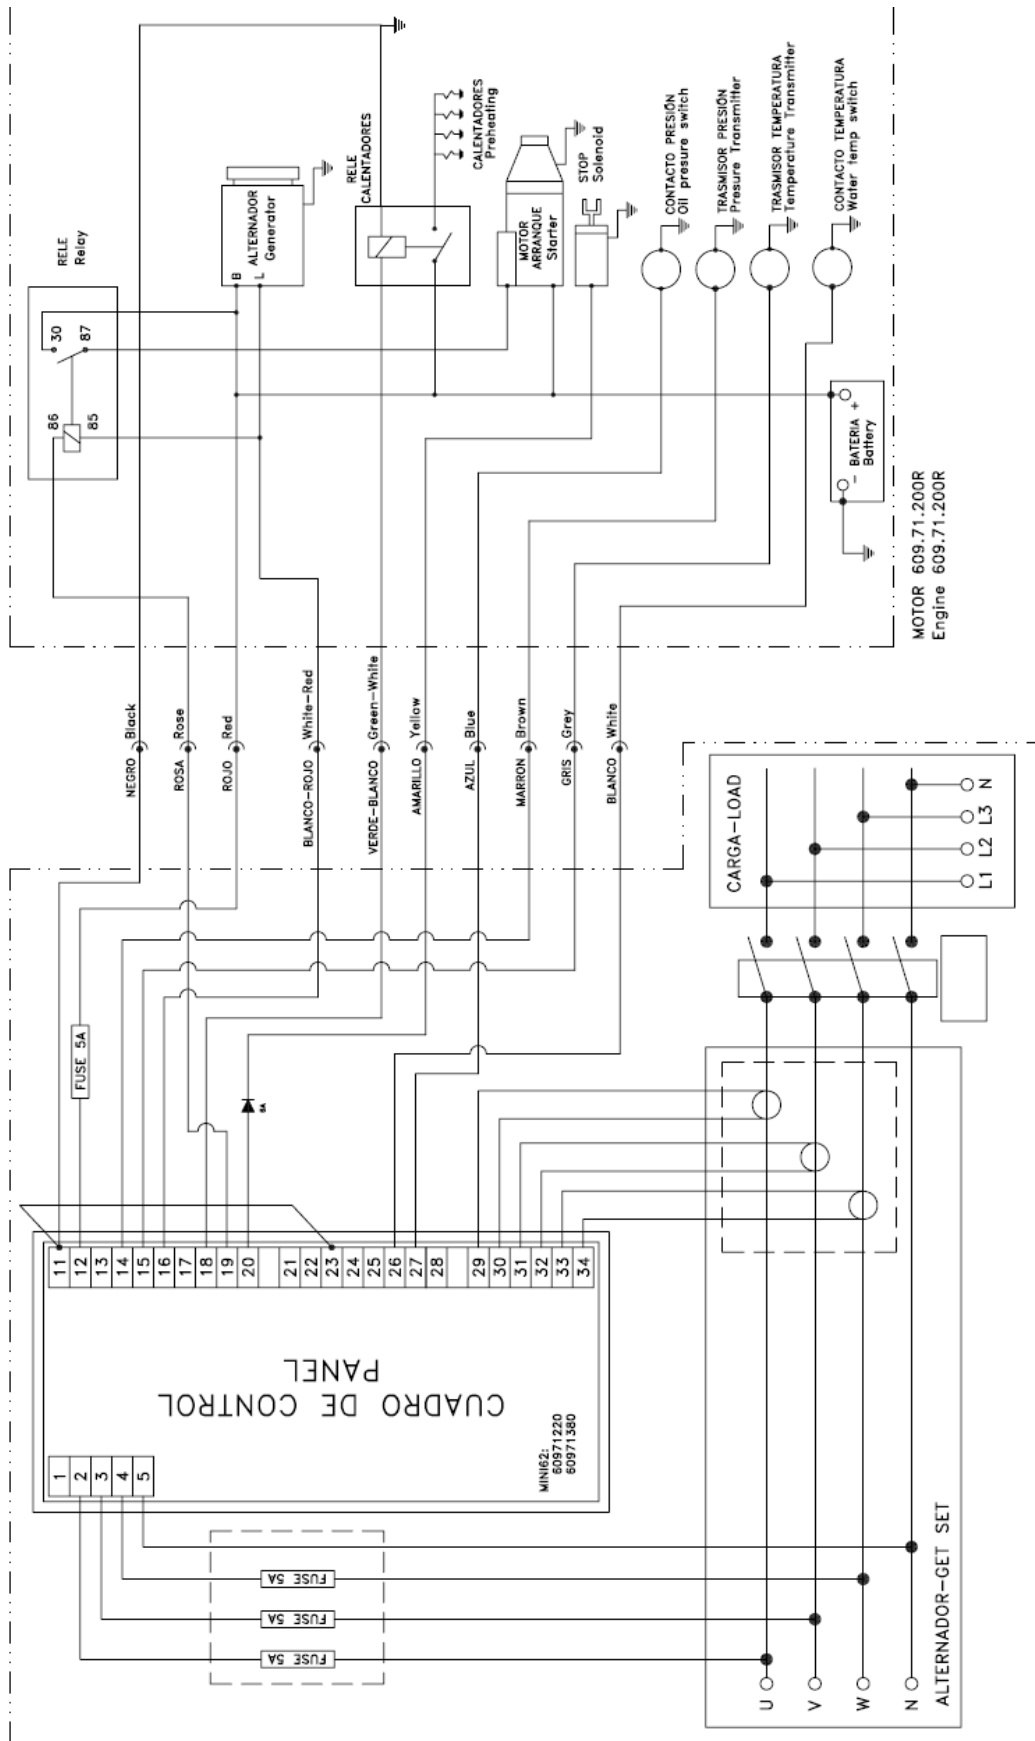 RELE
Relay
30
87
86
85
ALTERNADOR
Generator
B
L
RELE
CALENTADORES
CALENTADORES
Preheating
MOTOR
ARRANQUE
Starter
STOP
Solenoid
CONTACTO PRESIÓN
Oil presure switch
TRASMISOR PRESIÓN
Presure Transmitter
TRASMISOR TEMPERATURA
Temperature Transmitter
CONTACTO TEMPERATURA
Water temp switch
- BATERIA +
Battery
MOTOR 609.71.200R
Engine 609.71.200R
NEGRO Black
ROSA Rose
ROJO Red
BLANCO-ROJO White-Red
VERDE-BLANCO Green-White
AMARILLO Yellow
AZUL Blue
MARRON Brown
GRIS Grey
BLANCO White
FUSE 5A
6A
CARGA-LOAD
L1
L2
L3
N
11
12
13
14
15
16
17
18
19
20
21
22
23
24
25
26
27
28
29
30
31
32
33
34
CUADRO DE CONTROL
PANEL
MINI62:
60971220
60971380
1
2
3
4
5
FUSE 5A
FUSE 5A
FUSE 5A
U
V
W
N
ALTERNADOR-GET SET